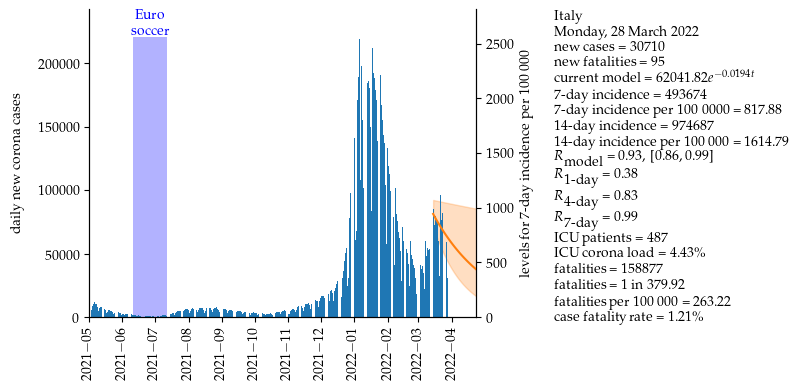 Euro
soccer
daily new corona cases
200000
150000
100000
50000
0
2500
2000
1500
1000
500
0
levels for 7-day incidence per 100 000
2021−05
2021−06
2021−07
2021−08
2021−09
2021−10
2021−11
2021−12
2022−01
2022−02
2022−03
2022−04
Italy
Monday, 28 March 2022
new cases = 30710
new fatalities = 95
current model = 62041.82e^{−0.0194t}
7-day incidence = 493674
7-day incidence per 100 0000 = 817.88
14-day incidence = 974687
14-day incidence per 100 000 = 1614.79
R_model = 0.93, [0.86, 0.99]
R_1-day = 0.38
R_4-day = 0.83
R_7-day = 0.99
ICU patients = 487
ICU corona load = 4.43%
fatalities = 158877
fatalities = 1 in 379.92
fatalities per 100 000 = 263.22
case fatality rate = 1.21%